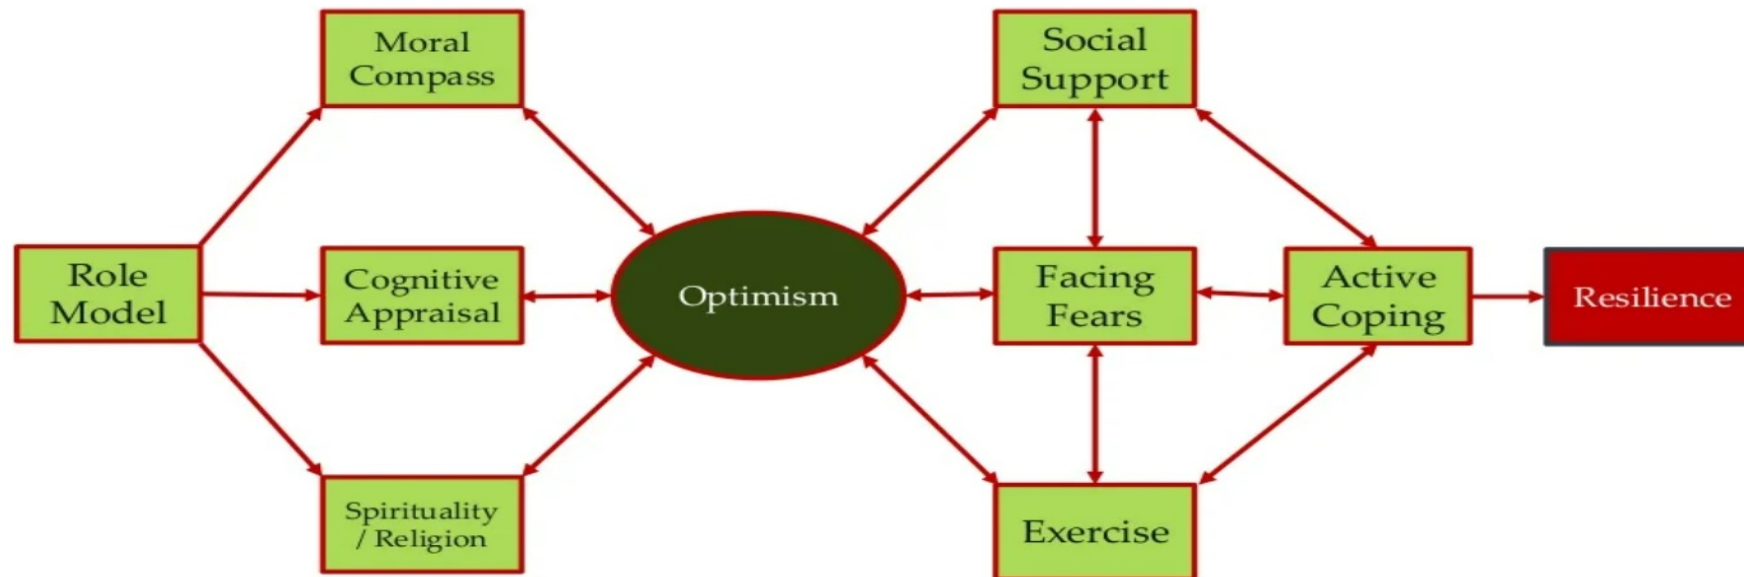 Moral
Compass
Social
Support
Role
Model
Cognitive
Appraisal
Optimism
Facing
Fears
Active
Coping
Resilience
Spirituality
/ Religion
Exercise